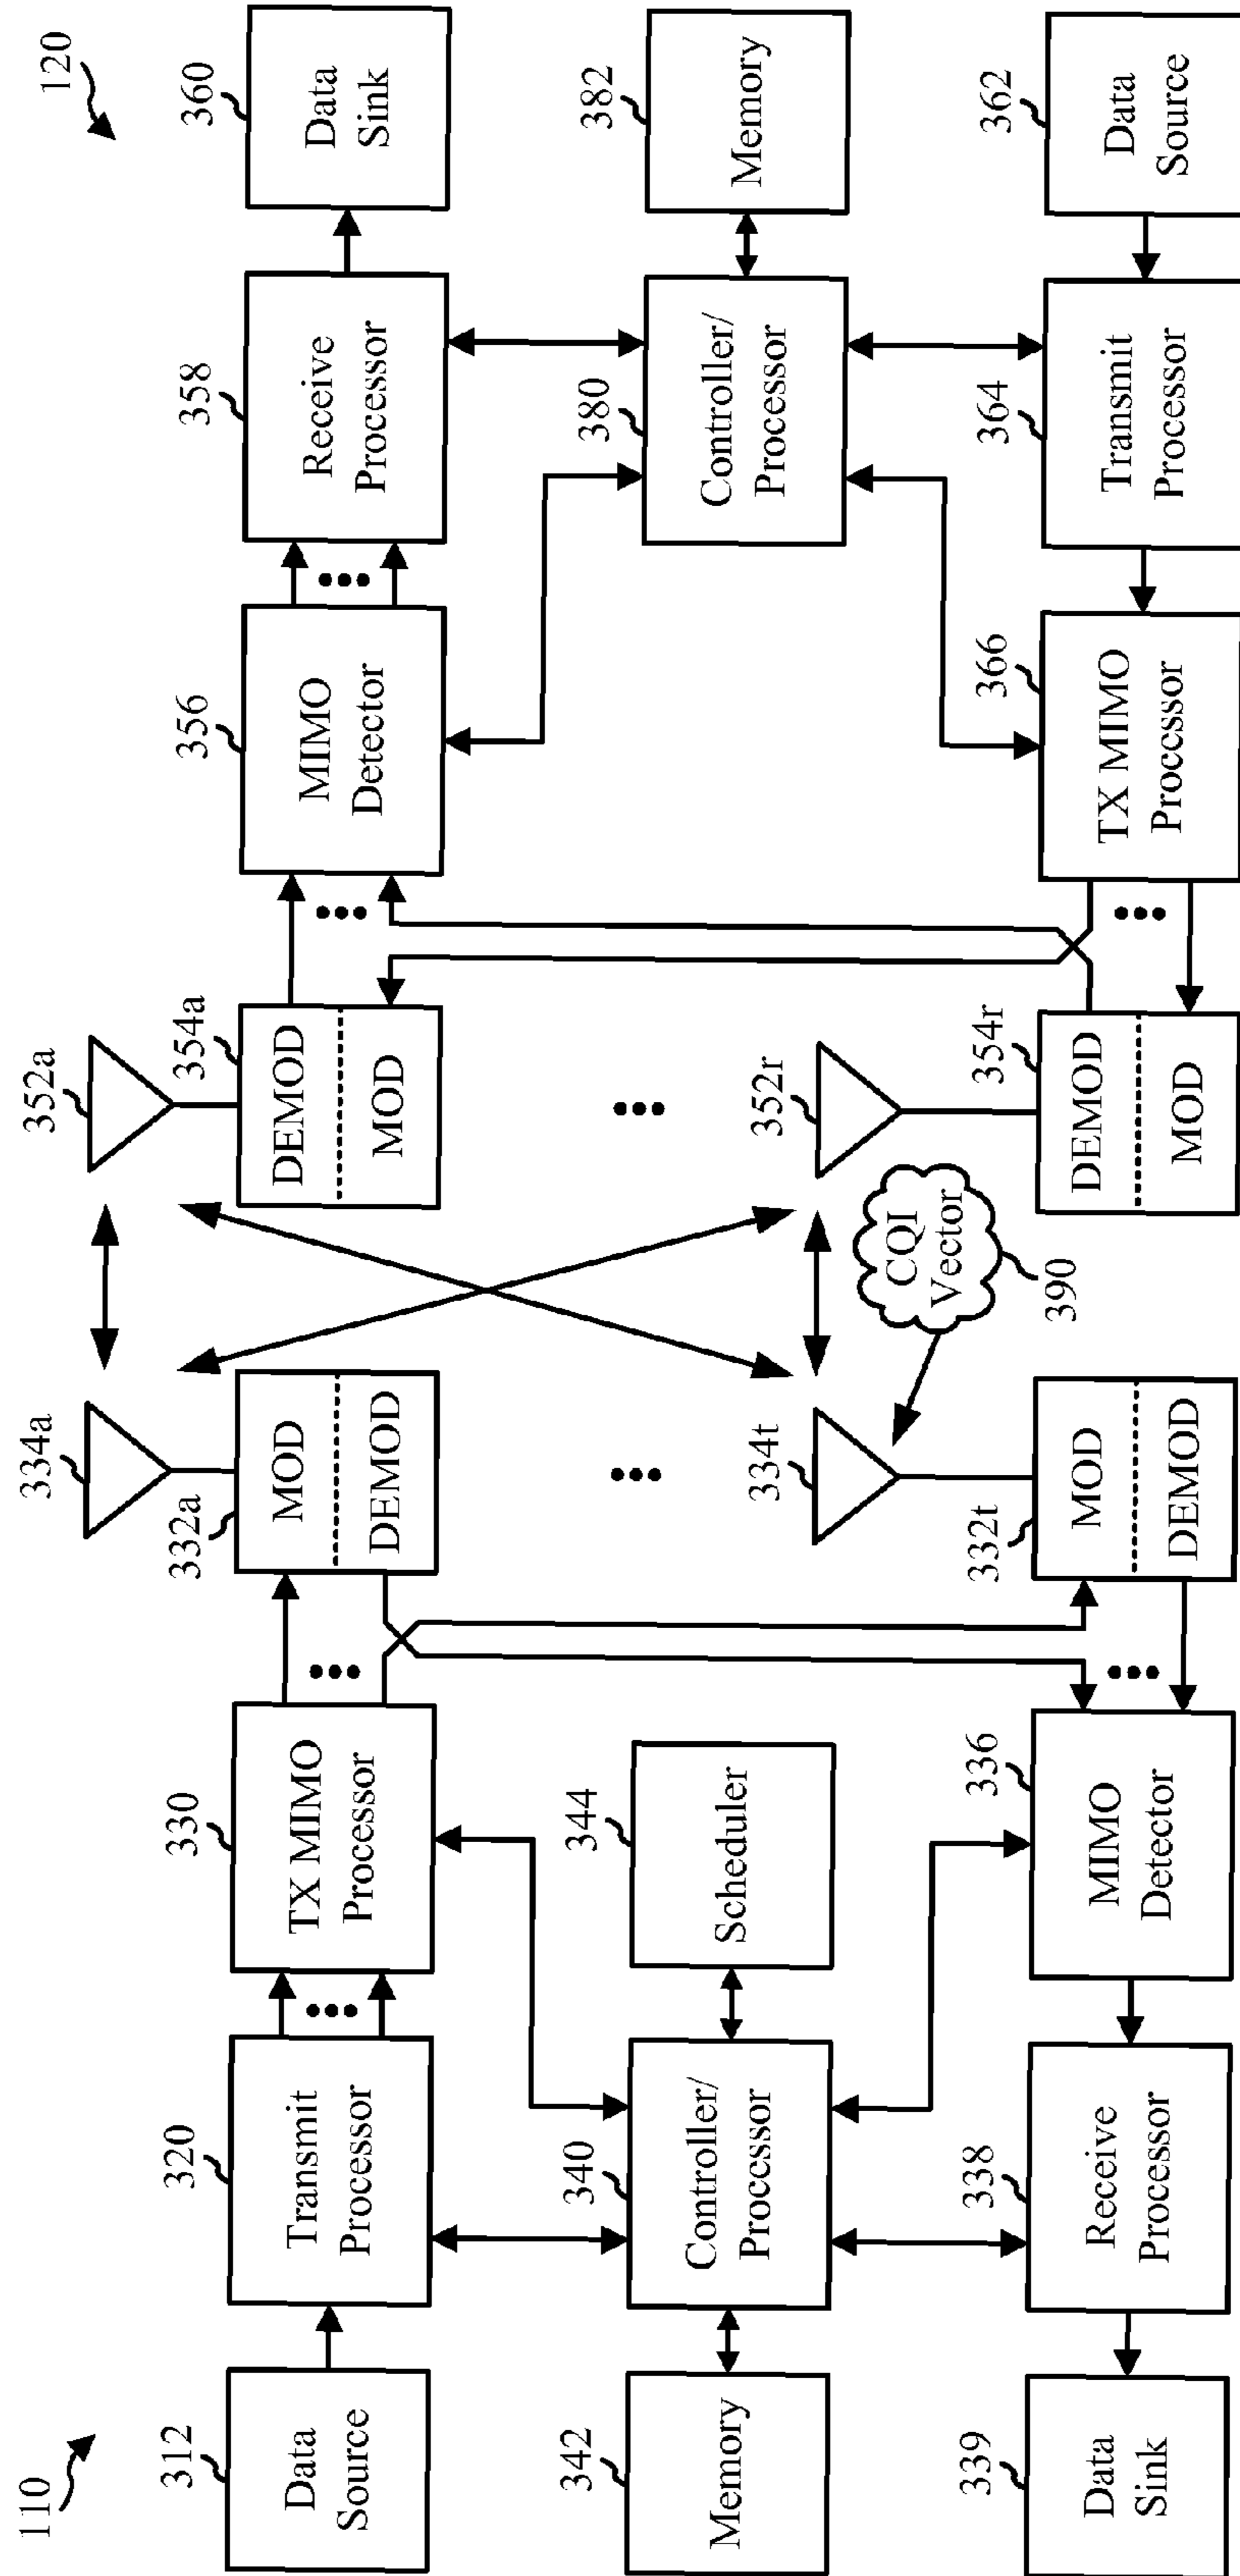 110
120
312
Data
Source
320
Transmit
Processor
330
TX MIMO
Processor
332a
MOD
DEMOD
334a
352a
354a
DEMOD
MOD
356
MIMO
Detector
358
Receive
Processor
360
Data
Sink
342
Memory
340
Controller/
Processor
344
Scheduler
380
Controller/
Processor
382
Memory
339
Data
Sink
338
Receive
Processor
336
MIMO
Detector
332t
MOD
DEMOD
334t
CQI
Vector
390
352r
354r
DEMOD
MOD
366
TX MIMO
Processor
364
Transmit
Processor
362
Data
Source